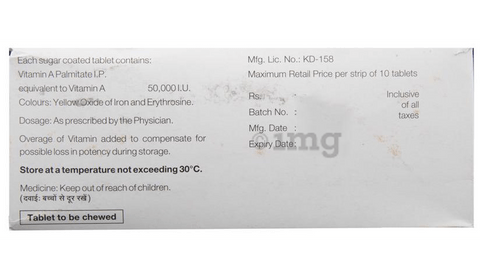 Each sugar coated tablet contains:
Vitamin A Palmitate I.P.
equivalent to Vitamin A 50,000 I.U.
Colours: Yellow Oxide of Iron and Erythrosine.
Dosage: As prescribed by the Physician.
Overage of Vitamin added to compensate for
possible loss in potency during storage.
Store at a temperature not exceeding 30°C.
Medicine: Keep out of reach of children.
(दवाई: बच्चों से दूर रखें)
Tablet to be chewed
Mfg. Lic. No.: KD-158
Maximum Retail Price per strip of 10 tablets
Rs. : Inclusive
of all
taxes
Batch No. :
Mfg. Date :
Expiry Date:
1mg